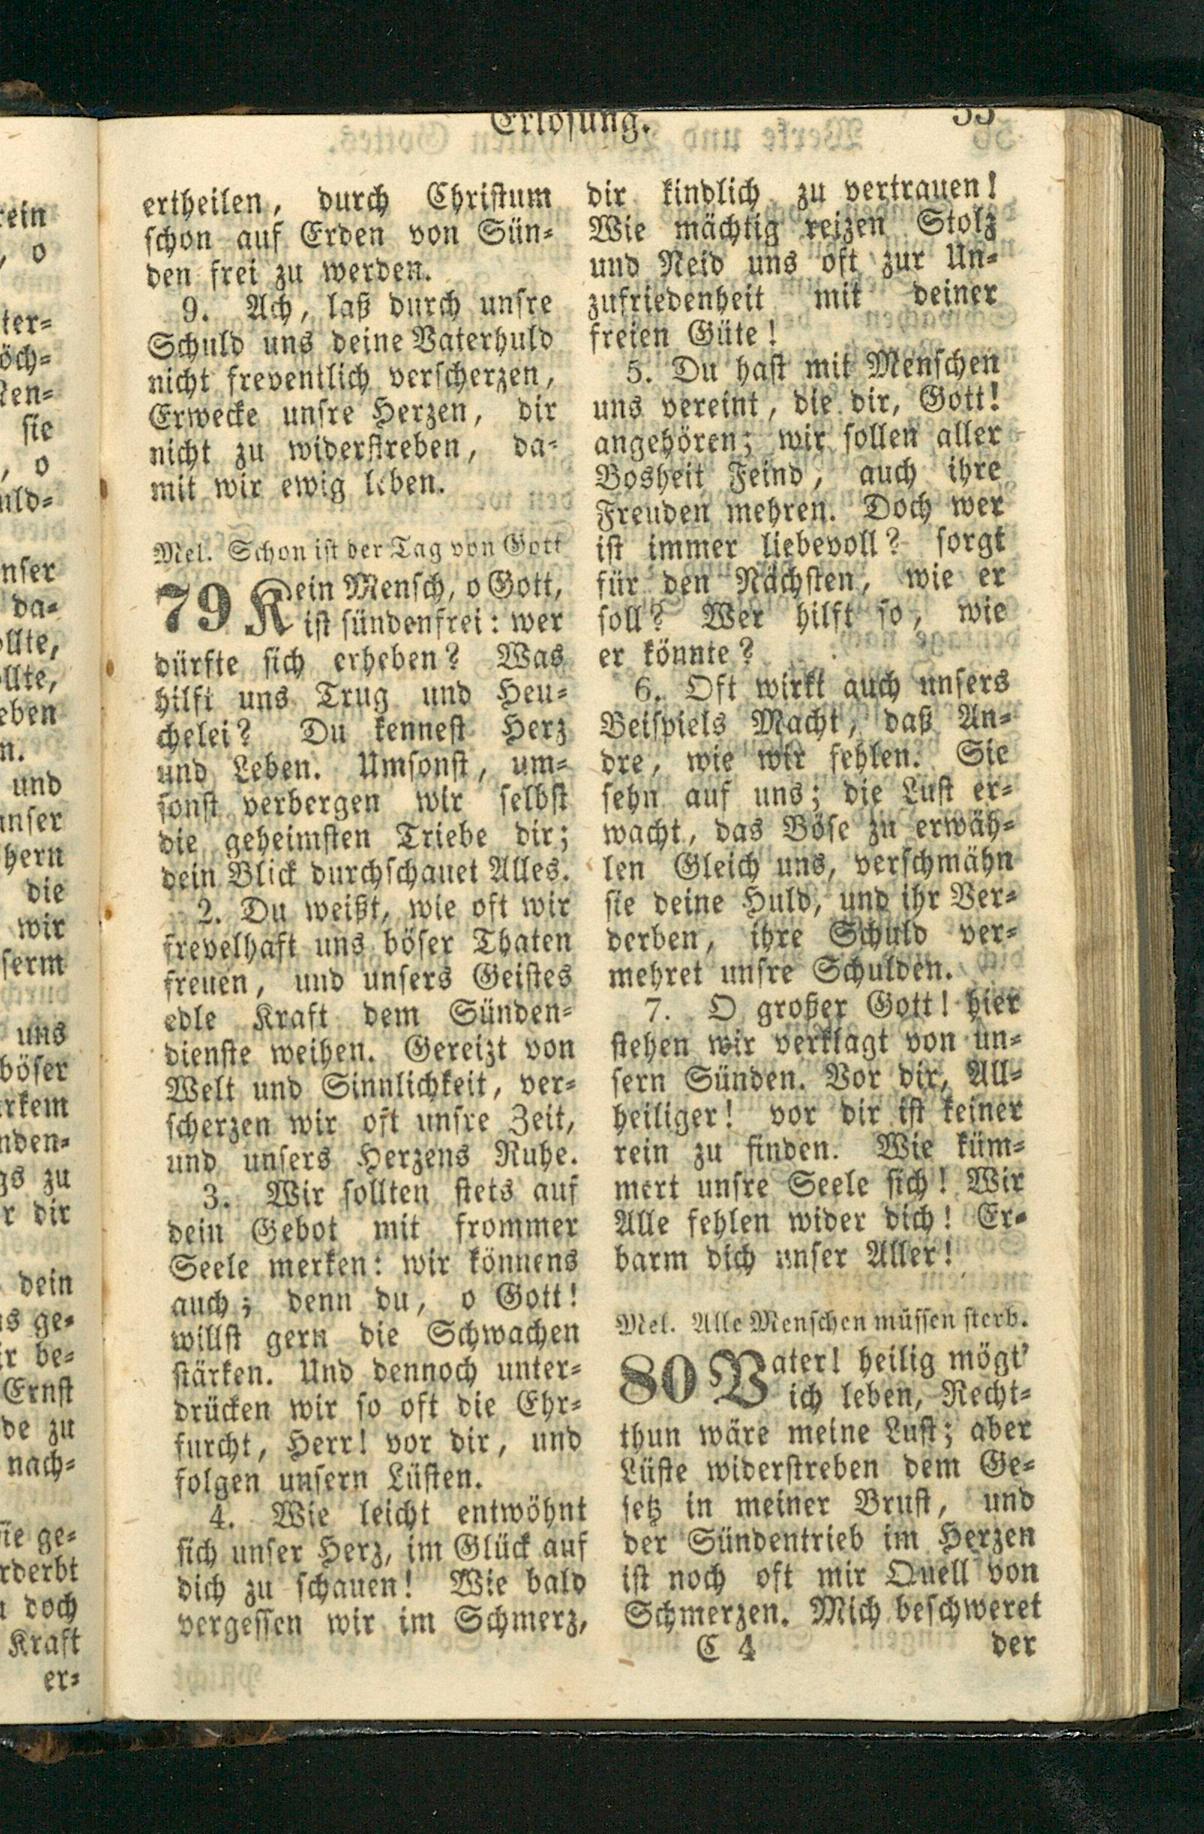 Erlösung.
55
ertheilen, durch Christum
schon auf Erden von Sün-
den frei zu werden.
9. Ach, laß durch unsre
Schuld uns deine Vaterhuld
nicht freventlich verscherzen,
Erwecke unsre Herzen, dir
nicht zu widerstreben, da-
mit wir ewig leben.
Mel. Schon ist der Tag von Gott
79 Kein Mensch, o Gott,
ist sündenfrei: wer
dürfte sich erheben? Was
hilft uns Trug und Heu-
chelei? Du kennest Herz
und Leben. Umsonst, um-
sonst verbergen wir selbst
die geheimsten Triebe dir;
dein Blick durchschauet Alles.
2. Du weißt, wie oft wir
frevelhaft uns böser Thaten
freuen, und unsers Geistes
edle Kraft dem Sünden-
dienste weihen. Gereizt von
Welt und Sinnlichkeit, ver-
scherzen wir oft unsre Zeit,
und unsers Herzens Ruhe.
3. Wir sollten stets auf
dein Gebot mit frommer
Seele merken: wir könnens
auch; denn du, o Gott!
willst gern die Schwachen
stärken. Und dennoch unter-
drücken wir so oft die Ehr-
furcht, Herr! vor dir, und
folgen unsern Lüsten.
4. Wie leicht entwöhnt
sich unser Herz, im Glück auf
dich zu schauen! Wie bald
vergessen wir im Schmerz,
dir kindlich zu vertrauen!
Wie mächtig reizen Stolz
und Neid uns oft zur Un-
zufriedenheit mit deiner
freien Güte!
5. Du hast mit Menschen
uns vereint, die dir, Gott!
angehören; wir sollen aller
Bosheit Feind, auch ihre
Freuden mehren. Doch wer
ist immer liebevoll? sorgt
für den Nächsten, wie er
soll? Wer hilft so, wie
er könnte?
6. Oft wirkt auch unsers
Beispiels Macht, daß An-
dre, wie wir fehlen. Sie
sehn auf uns; die Lust er-
wacht, das Böse zu erwäh-
len Gleich uns, verschmähn
sie deine Huld, und ihr Ver-
derben, ihre Schuld ver-
mehret unsre Schulden.
7. O großer Gott! hier
stehen wir verklagt von un-
sern Sünden. Vor dir, All-
heiliger! vor dir ist keiner
rein zu finden. Wie küm-
mert unsre Seele sich! Wir
Alle fehlen wider dich! Er-
barm dich unser Aller!
Mel. Alle Menschen müssen sterb.
80 Vater! heilig mögt'
ich leben, Recht-
thun wäre meine Lust; aber
Lüste widerstreben dem Ge-
setz in meiner Brust, und
der Sündentrieb im Herzen
ist noch oft mir Quell von
Schmerzen. Mich beschweret
C 4 der